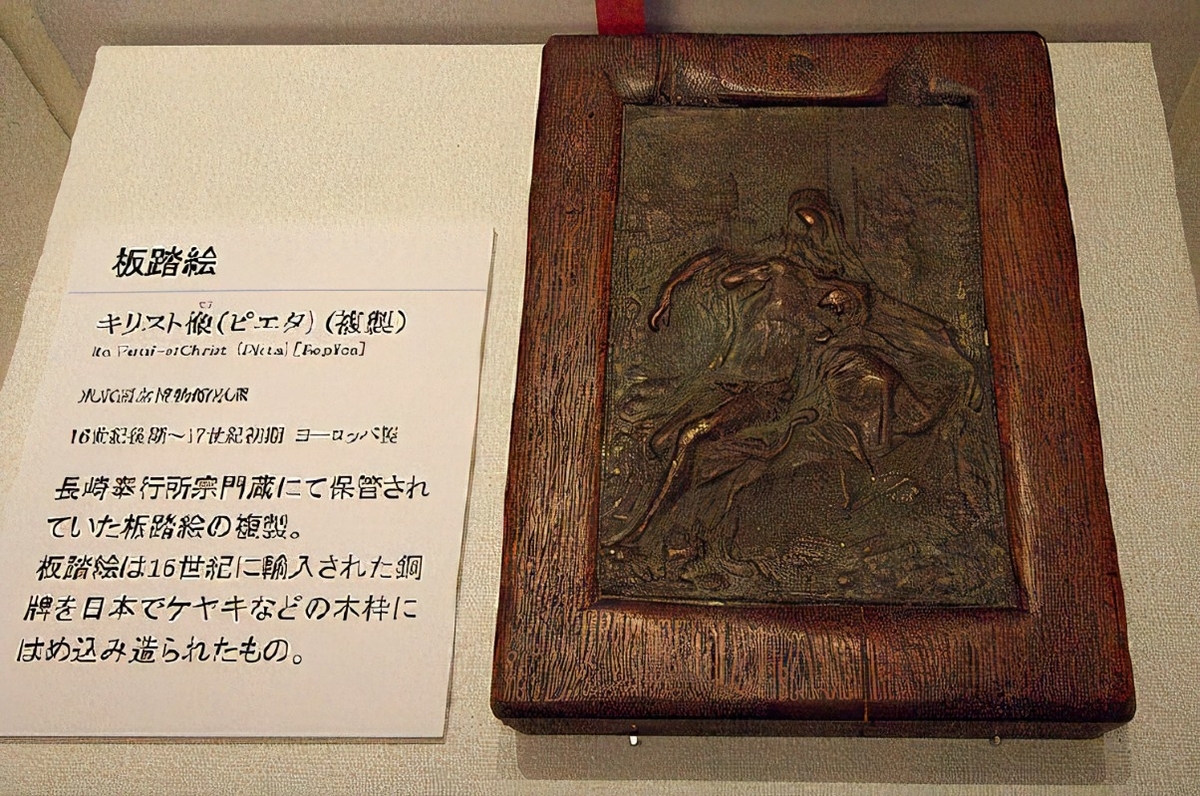 板踏絵
キリスト像(ピエタ)(複製)
16世紀後期~17世紀初期 ヨーロッパ製
長崎奉行所宗門蔵にて保管され
ていた板踏絵の複製。
板踏絵は16世紀に輸入された銅
牌を日本でケヤキなどの木枠に
はめ込み造られたもの。